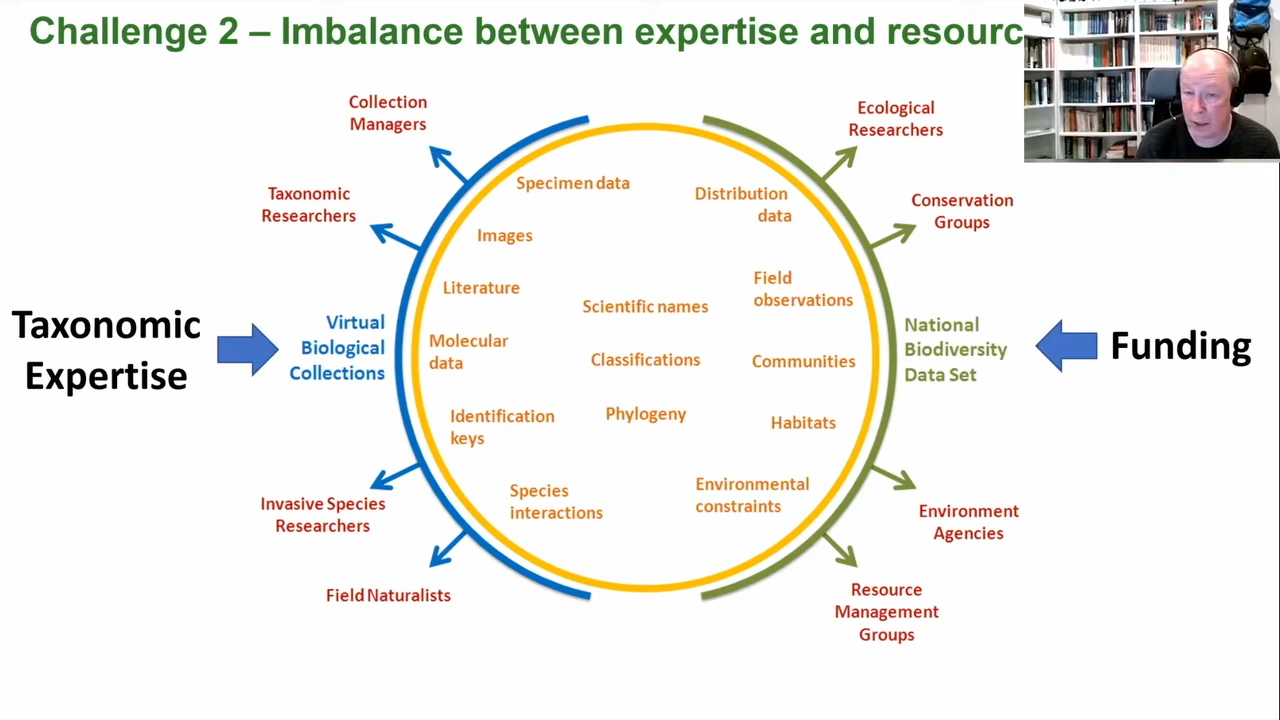 Challenge 2 – Imbalance between expertise and
Collection
Managers
Ecological
Researchers
Specimen data
Distribution
data
Taxonomic
Researchers
Conservation
Groups
Images
Field
observations
Literature
Scientific names
Taxonomic
Expertise
Virtual
Biological
Collections
Molecular
data
Classifications
Communities
National
Biodiversity
Data Set
Funding
Identification
keys
Phylogeny
Habitats
Species
interactions
Environmental
constraints
Invasive Species
Researchers
Environment
Agencies
Field Naturalists
Resource
Management
Groups